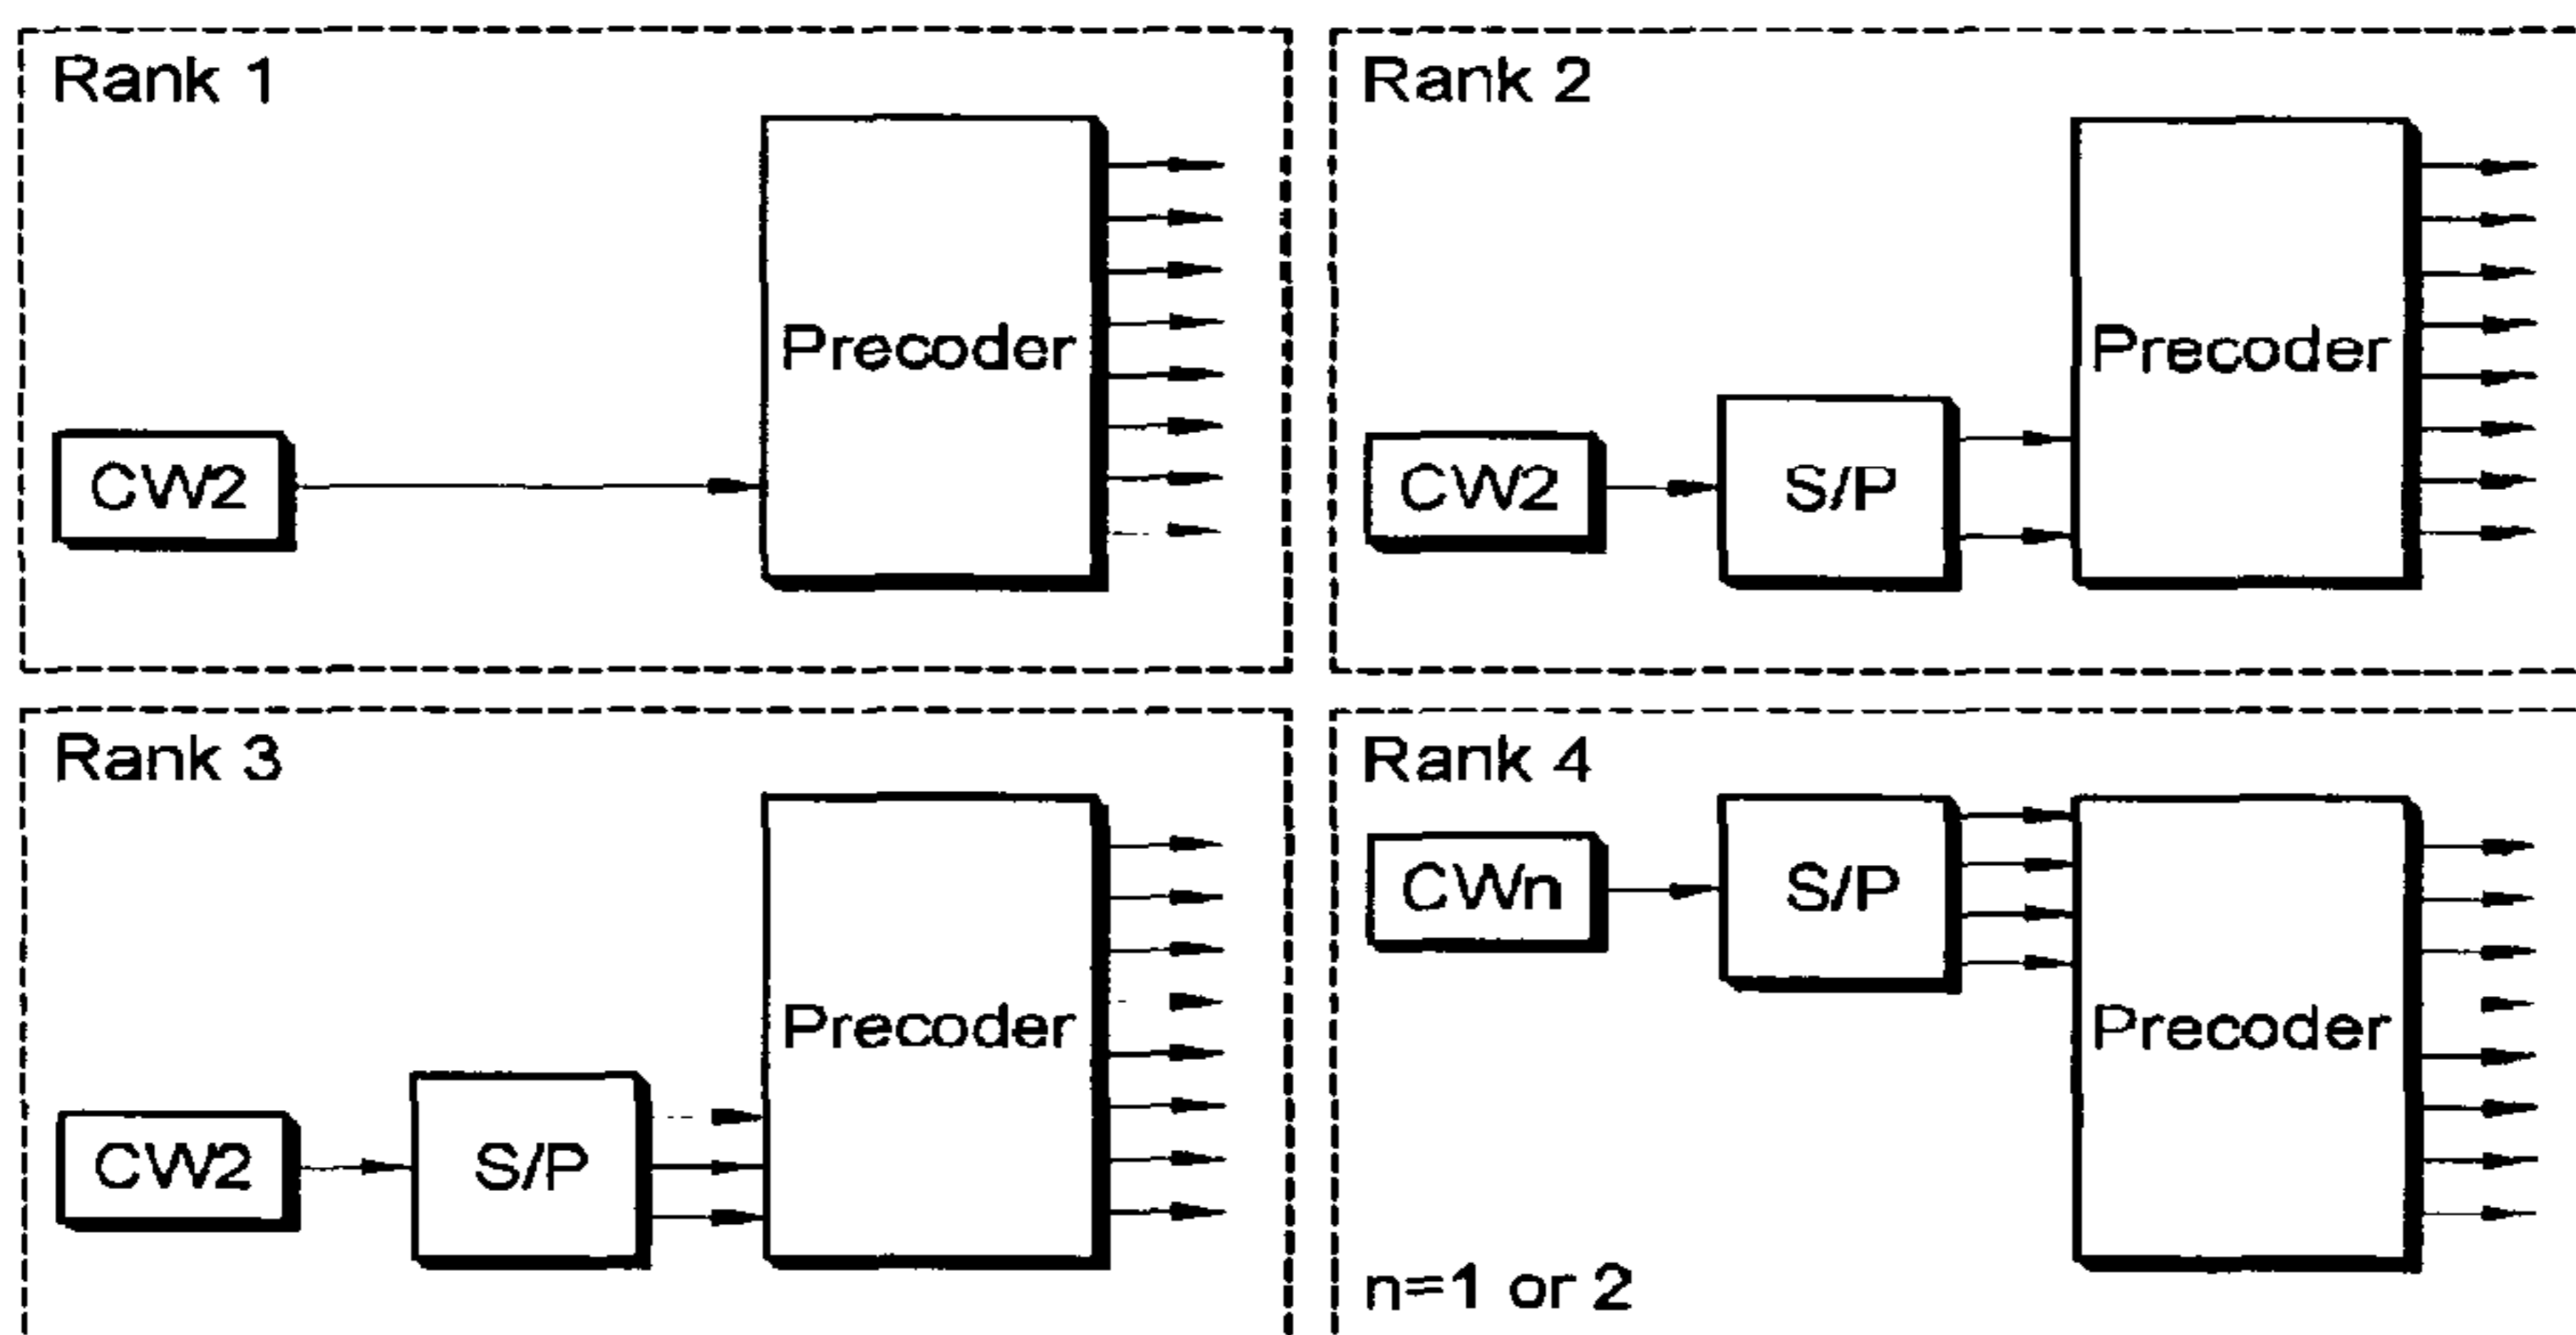 Rank 1
Precoder
CW2
Rank 2
Precoder
CW2
S/P
Rank 3
Precoder
CW2
S/P
Rank 4
CWn
S/P
Precoder
n=1 or 2